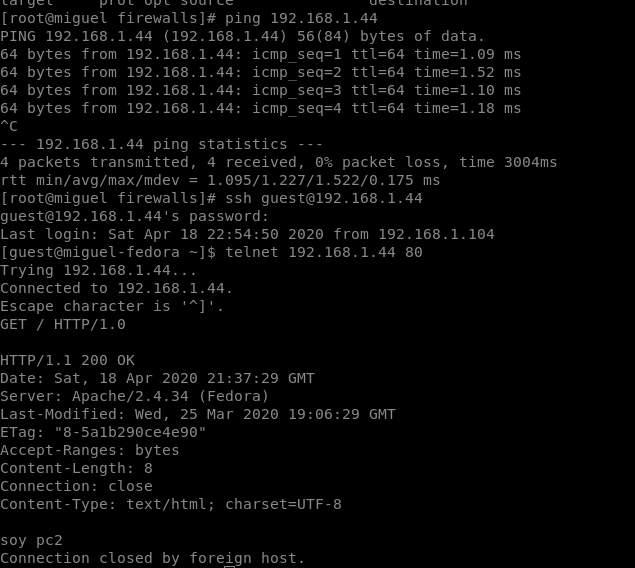 target     prot opt source               destination
[root@miguel firewalls]# ping 192.168.1.44
PING 192.168.1.44 (192.168.1.44) 56(84) bytes of data.
64 bytes from 192.168.1.44: icmp_seq=1 ttl=64 time=1.09 ms
64 bytes from 192.168.1.44: icmp_seq=2 ttl=64 time=1.52 ms
64 bytes from 192.168.1.44: icmp_seq=3 ttl=64 time=1.10 ms
64 bytes from 192.168.1.44: icmp_seq=4 ttl=64 time=1.18 ms
^C
--- 192.168.1.44 ping statistics ---
4 packets transmitted, 4 received, 0% packet loss, time 3004ms
rtt min/avg/max/mdev = 1.095/1.227/1.522/0.175 ms
[root@miguel firewalls]# ssh guest@192.168.1.44
guest@192.168.1.44's password:
Last login: Sat Apr 18 22:54:50 2020 from 192.168.1.104
[guest@miguel-fedora ~]$ telnet 192.168.1.44 80
Trying 192.168.1.44...
Connected to 192.168.1.44.
Escape character is '^]'.
GET / HTTP/1.0

HTTP/1.1 200 OK
Date: Sat, 18 Apr 2020 21:37:29 GMT
Server: Apache/2.4.34 (Fedora)
Last-Modified: Wed, 25 Mar 2020 19:06:29 GMT
ETag: "8-5a1b290ce4e90"
Accept-Ranges: bytes
Content-Length: 8
Connection: close
Content-Type: text/html; charset=UTF-8

soy pc2
Connection closed by foreign host.